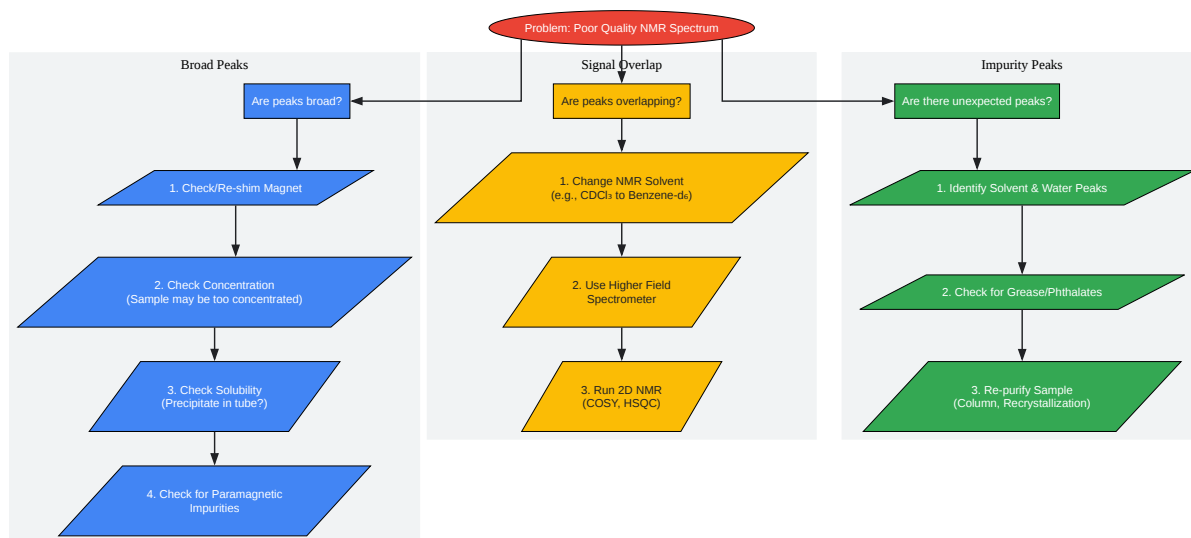 Problem: Poor Quality NMR Spectrum
Broad Peaks
Are peaks broad?
1. Check/Re-shim Magnet
2. Check Concentration
(Sample may be too concentrated)
3. Check Solubility
(Precipitate in tube?)
4. Check for Paramagnetic
Impurities
Signal Overlap
Are peaks overlapping?
1. Change NMR Solvent
(e.g., CDCl₃ to Benzene-d₆)
2. Use Higher Field
Spectrometer
3. Run 2D NMR
(COSY, HSQC)
Impurity Peaks
Are there unexpected peaks?
1. Identify Solvent & Water Peaks
2. Check for Grease/Phthalates
3. Re-purify Sample
(Column, Recrystallization)